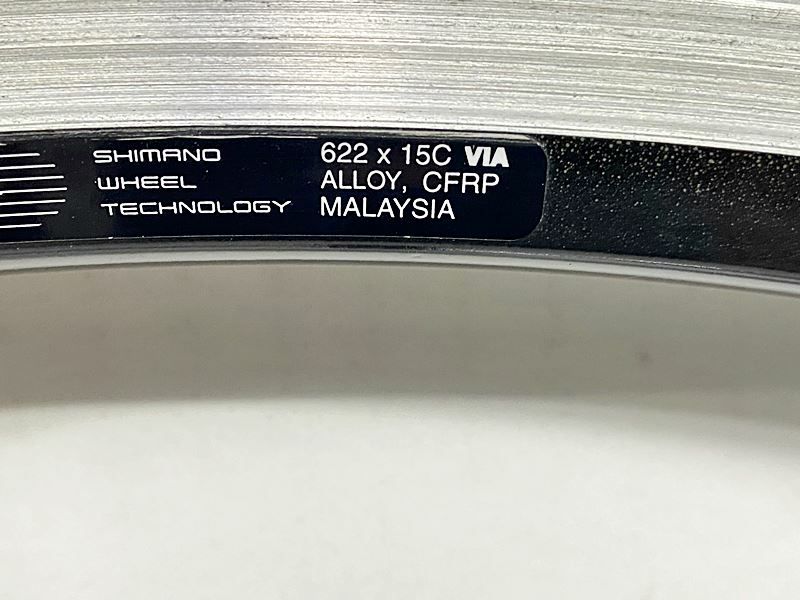 SHIMANO
WHEEL
TECHNOLOGY
622 x 15C VIA
ALLOY, CFRP
MALAYSIA